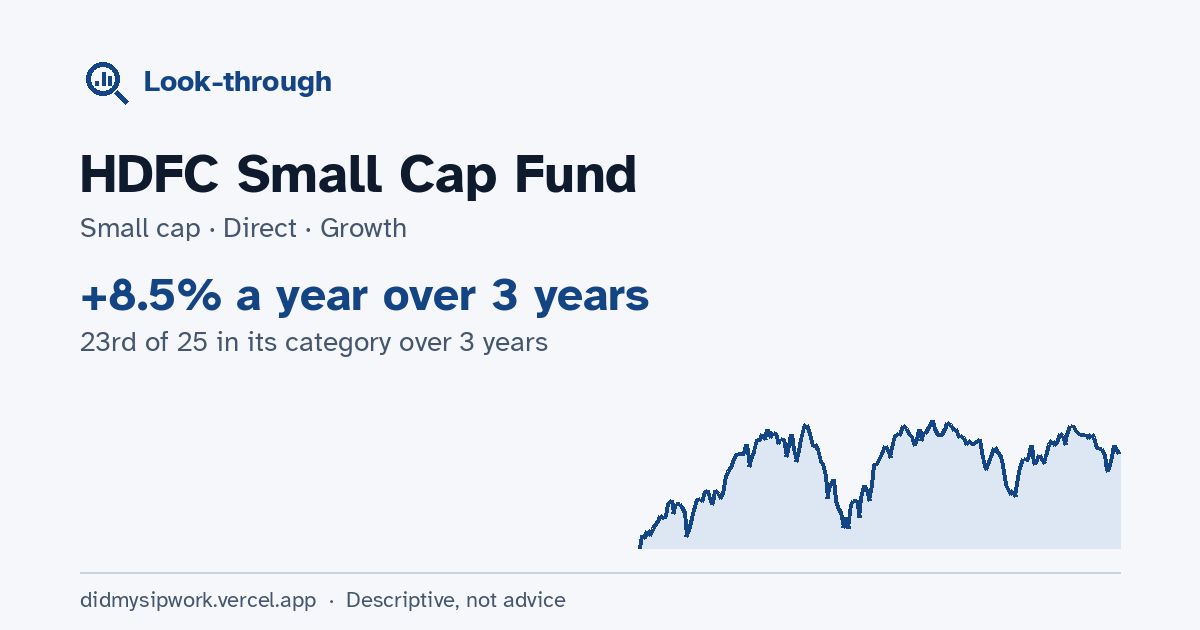 Look-through
HDFC Small Cap Fund
Small cap · Direct · Growth
+8.5% a year over 3 years
23rd of 25 in its category over 3 years
didmysipwork.vercel.app · Descriptive, not advice